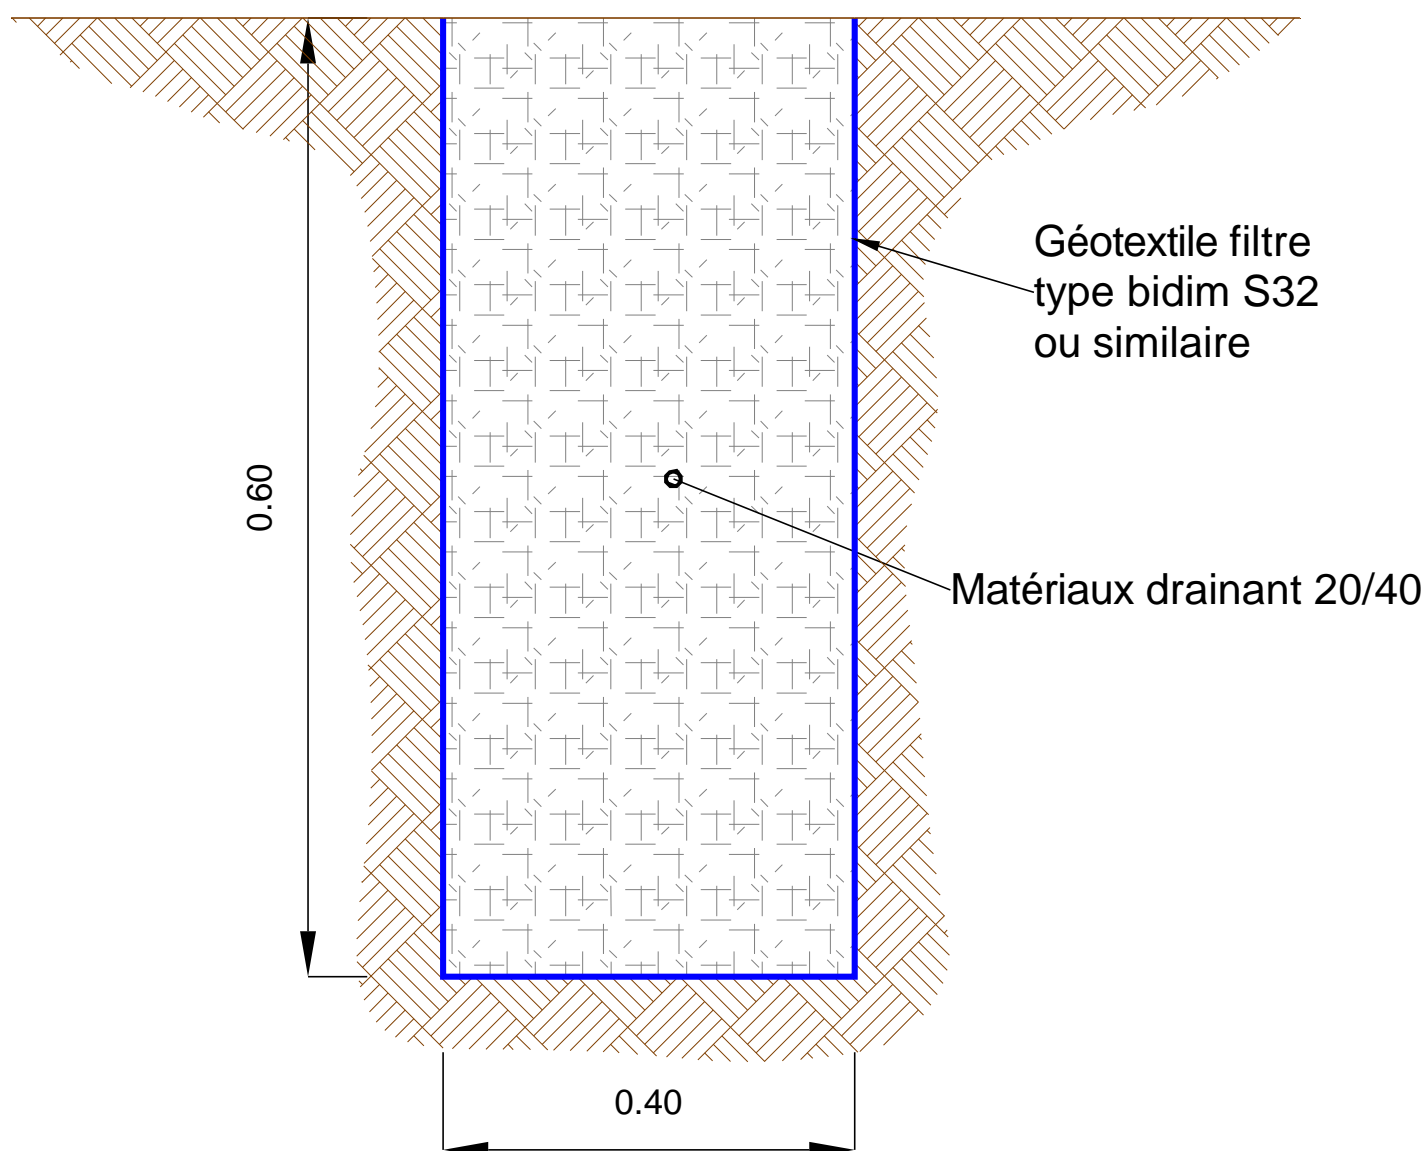 Géotextile filtre
type bidim S32
ou similaire
0.60
Matériaux drainant 20/40
0.40